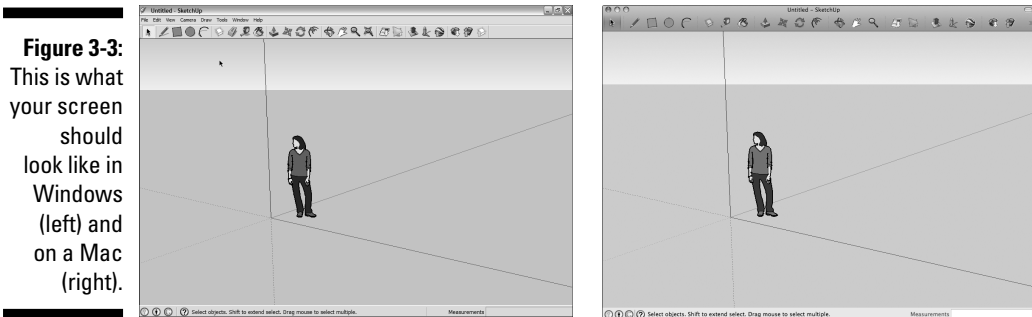 Figure 3-3:
This is what
your screen
should
look like in
Windows
(left) and
on a Mac
(right).
Untitled - SketchUp
File Edit View Camera Draw Tools Window Help
Select objects. Shift to extend select. Drag mouse to select multiple.
Measurements
Untitled - SketchUp
Select objects. Shift to extend select. Drag mouse to select multiple.
Measurements